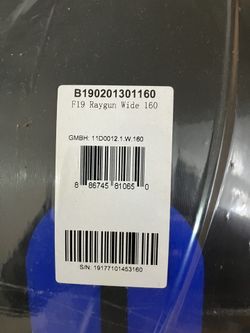 B190201301160
F19 Raygun Wide 160
GMBH: 11D0012.1.W.160
8 86745 81065 0
S/N: 19177101453160